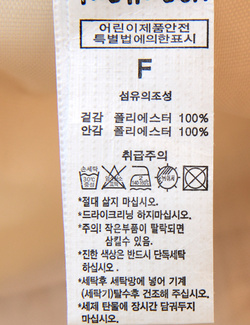 어린이제품안전
특별법에의한표시
F
섬유의조성
겉감 폴리에스터 100%
안감 폴리에스터 100%
취급주의
손세탁
30℃
중성
*절대 삶지 마십시오.
*드라이크리닝 하지마십시오.
*주의! 작은부품이 탈락되면
삼킬수 있음.
*진한 색상은 반드시 단독세탁
하십시오.
*세탁후 세탁망에 넣어 기계
(세탁기)탈수후 건조해 주십시오.
*세제 탄물에 장시간 담궈두지
마십시오.